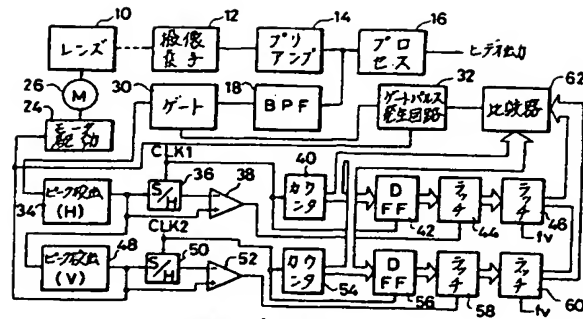 10
12
14
16
レンズ
撮像素子
プリアンプ
プロセス
ビデオ出力
26
M
30
18
32
62
24
モータ駆動
ゲート
BPF
ゲートパルス発生回路
比較路
CLK1
ピーク検出(H)
34
S/H
36
38
40
カウンタ
D FF
42
ラッチ
44
ラッチ
46
fv
CLK2
48
ピーク検出(V)
S/H
50
52
カウンタ
54
D FF
56
ラッチ
58
ラッチ
60
fv